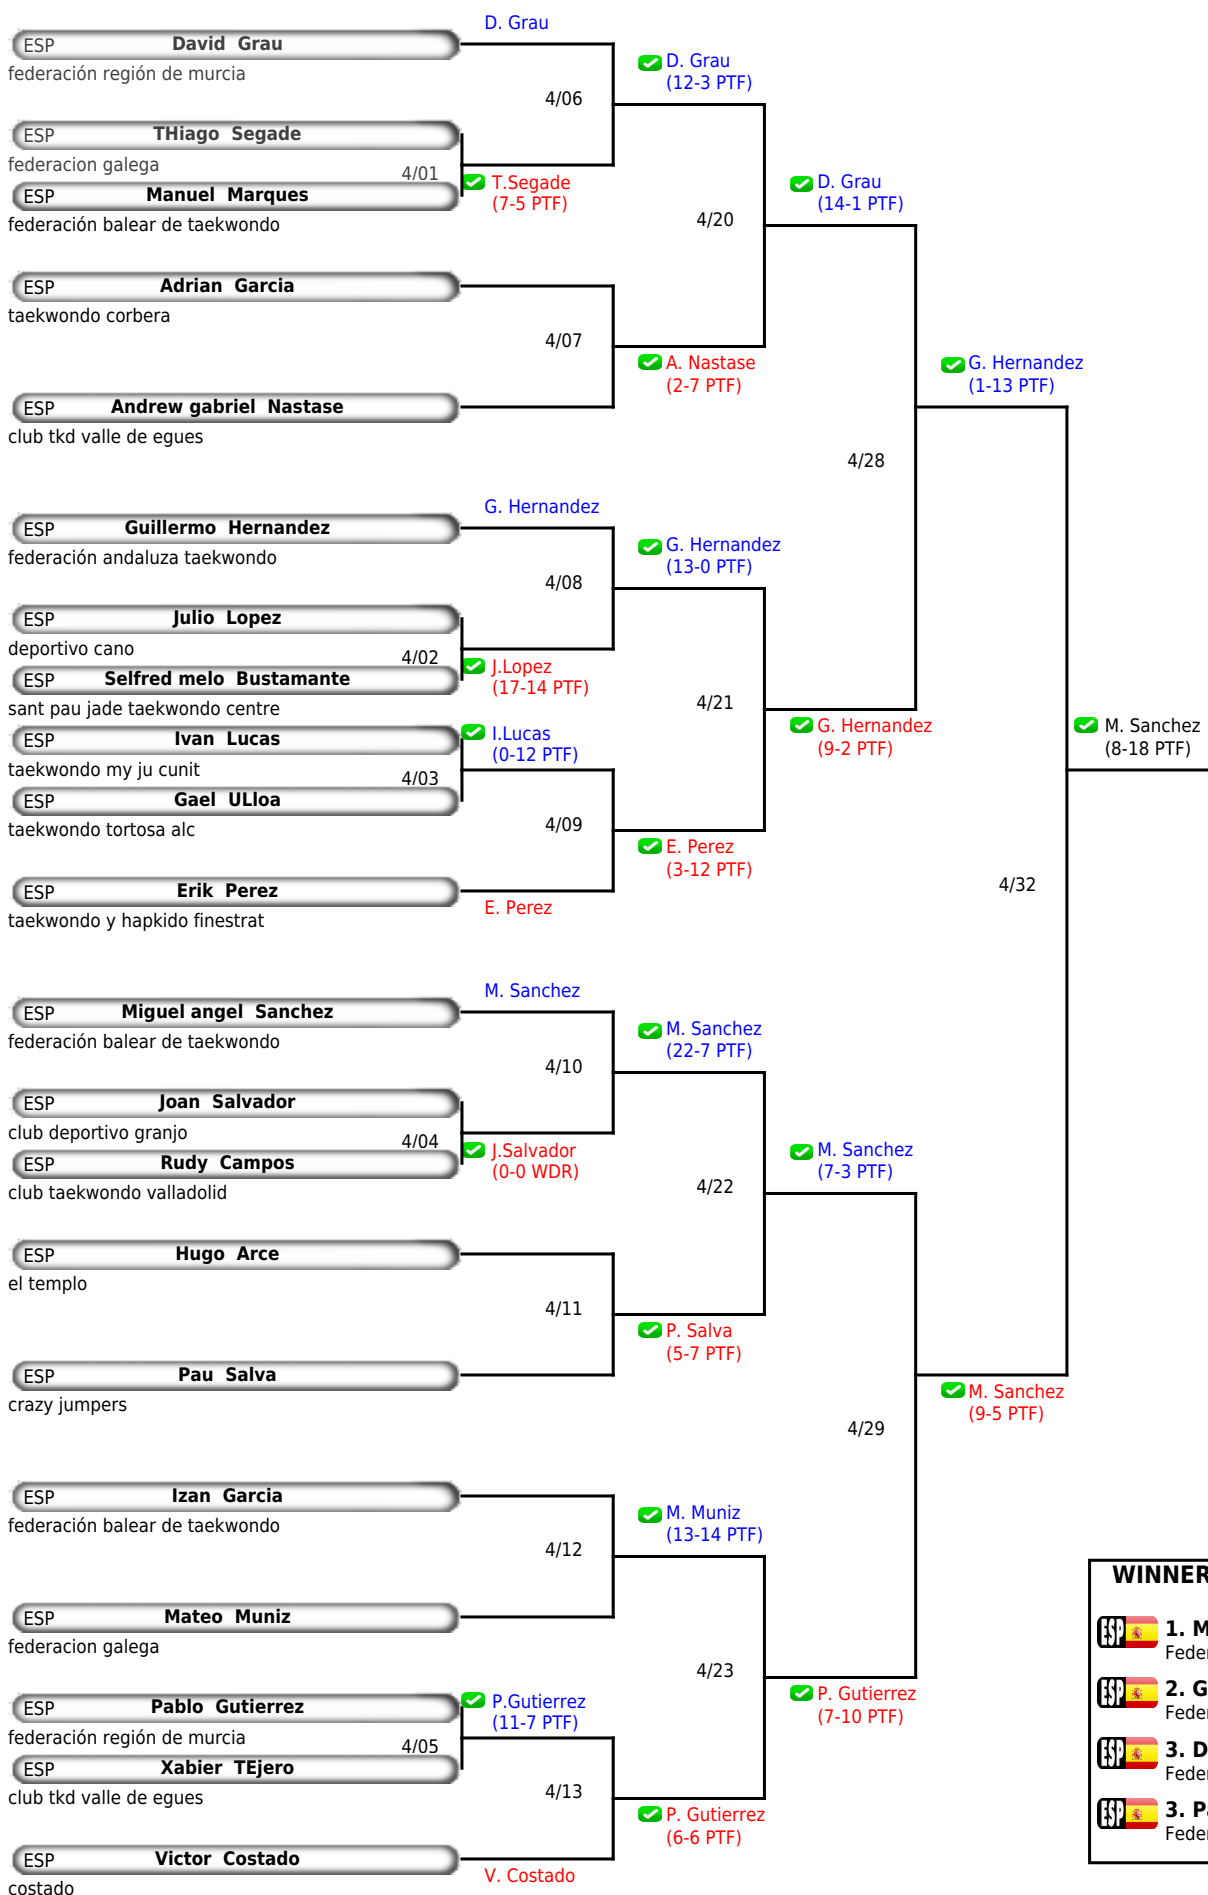 D. Grau
ESP David Grau
federación región de murcia
D. Grau
(12-3 PTF)
4/06
ESP THiago Segade
federacion galega
4/01
T.Segade
(7-5 PTF)
ESP Manuel Marques
federación balear de taekwondo
D. Grau
(14-1 PTF)
4/20
ESP Adrian Garcia
taekwondo corbera
4/07
A. Nastase
(2-7 PTF)
G. Hernandez
(1-13 PTF)
ESP Andrew gabriel Nastase
club tkd valle de egues
4/28
G. Hernandez
ESP Guillermo Hernandez
federación andaluza taekwondo
G. Hernandez
(13-0 PTF)
4/08
ESP Julio Lopez
deportivo cano
4/02
J.Lopez
(17-14 PTF)
ESP Selfred melo Bustamante
sant pau jade taekwondo centre
4/21
G. Hernandez
(9-2 PTF)
M. Sanchez
(8-18 PTF)
ESP Ivan Lucas
I.Lucas
(0-12 PTF)
taekwondo my ju cunit
4/03
ESP Gael ULloa
taekwondo tortosa alc
4/09
E. Perez
(3-12 PTF)
ESP Erik Perez
E. Perez
taekwondo y hapkido finestrat
4/32
M. Sanchez
ESP Miguel angel Sanchez
federación balear de taekwondo
M. Sanchez
(22-7 PTF)
4/10
ESP Joan Salvador
club deportivo granjo
4/04
J.Salvador
(0-0 WDR)
ESP Rudy Campos
club taekwondo valladolid
M. Sanchez
(7-3 PTF)
4/22
ESP Hugo Arce
el templo
4/11
P. Salva
(5-7 PTF)
ESP Pau Salva
crazy jumpers
M. Sanchez
(9-5 PTF)
4/29
ESP Izan Garcia
federación balear de taekwondo
M. Muniz
(13-14 PTF)
4/12
ESP Mateo Muniz
federacion galega
4/23
P. Gutierrez
(7-10 PTF)
ESP Pablo Gutierrez
P.Gutierrez
(11-7 PTF)
federación región de murcia
4/05
ESP Xabier TEjero
club tkd valle de egues
4/13
P. Gutierrez
(6-6 PTF)
ESP Victor Costado
V. Costado
costado
WINNER
ESP 1. M
Feder
ESP 2. G
Feder
ESP 3. D
Feder
ESP 3. Pa
Feder